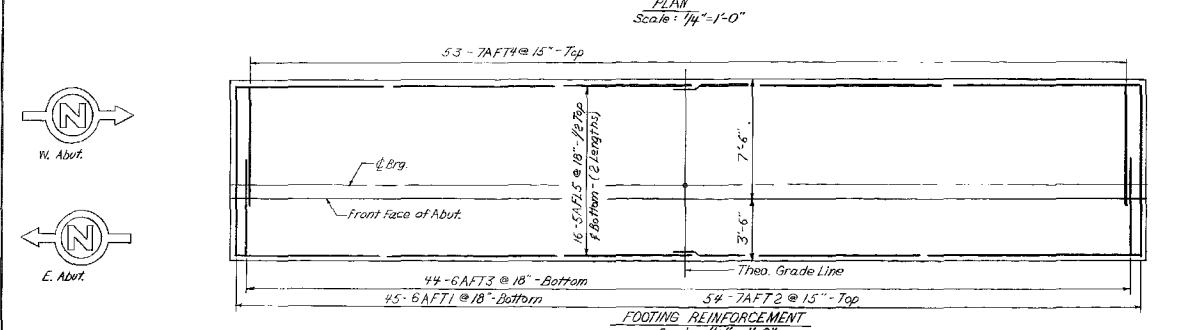 PLAN
Scale: 1/4"=1'-0"
53 - 7AFT4 @ 15" - Top
N
W. Abut.
℄ Brg.
Front Face of Abut.
16 - 5AFL5 @ 18" - 1/2 Top
& Bottom - (2 Lengths)
7'-6"
3'-6"
N
E. Abut.
Theo. Grade Line
44 - 6AFT3 @ 18" - Bottom
45 - 6AFT1 @ 18" - Bottom
54 - 7AFT2 @ 15" - Top
FOOTING REINFORCEMENT